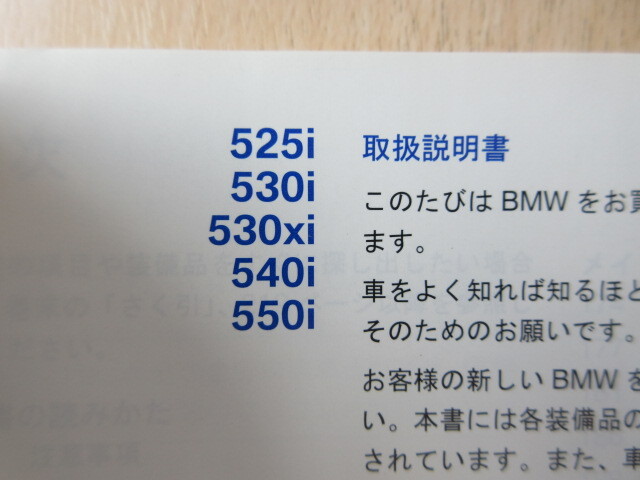 525i
530i
530xi
540i
550i
取扱説明書
このたびは BMW をお買
ます。
車をよく知れば知るほど
そのためのお願いです。
お客様の新しい BMW を
い。本書には各装備品の
されています。また、車